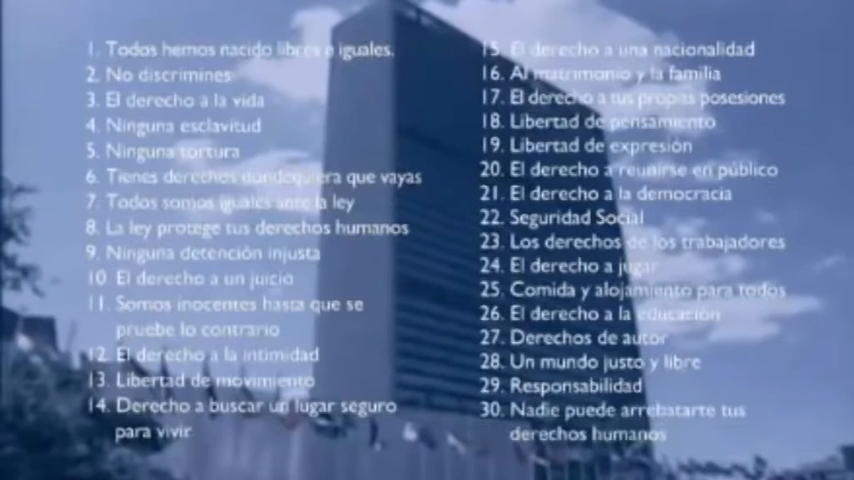 1. Todos hemos nacido libres e iguales.
2. No discrimines
3. El derecho a la vida
4. Ninguna esclavitud
5. Ninguna tortura
6. Tienes derechos dondequiera que vayas
7. Todos somos iguales ante la ley
8. La ley protege tus derechos humanos
9. Ninguna detención injusta
10. El derecho a un juicio
11. Somos inocentes hasta que se
pruebe lo contrario
12. El derecho a la intimidad
13. Libertad de movimiento
14. Derecho a buscar un lugar seguro
para vivir
15. El derecho a una nacionalidad
16. Al matrimonio y la familia
17. El derecho a tus propias posesiones
18. Libertad de pensamiento
19. Libertad de expresión
20. El derecho a reunirse en público
21. El derecho a la democracia
22. Seguridad Social
23. Los derechos de los trabajadores
24. El derecho a jugar
25. Comida y alojamiento para todos
26. El derecho a la educación
27. Derechos de autor
28. Un mundo justo y libre
29. Responsabilidad
30. Nadie puede arrebatarte tus
derechos humanos